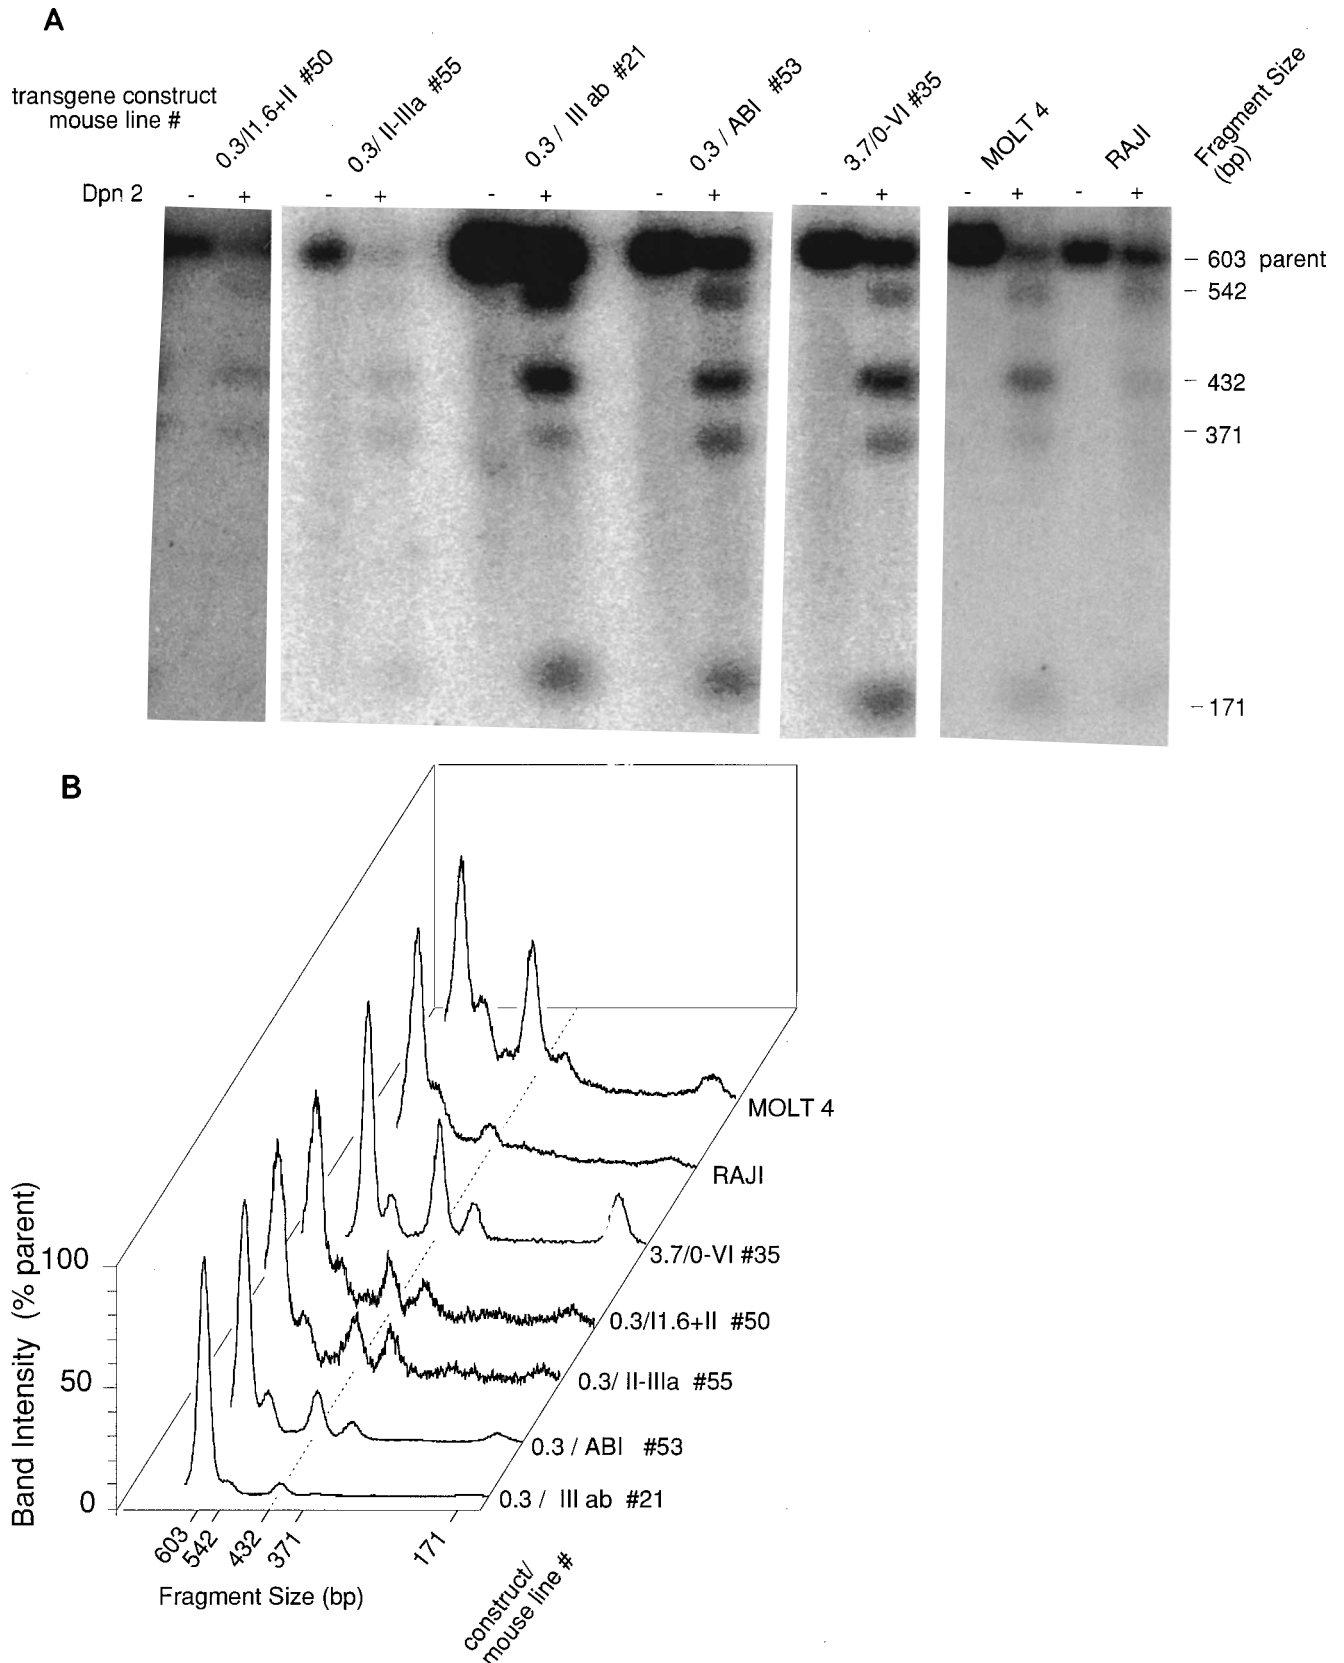 A
transgene construct
mouse line #
0.3/I1.6+II #50
0.3/ II-IIIa #55
0.3 / III ab #21
0.3 / ABI #53
3.7/0-VI #35
MOLT 4
RAJI
Fragment Size
(bp)
Dpn 2 - + - + - + - + - + - + - +
603 parent
542
432
371
171
B
MOLT 4
RAJI
3.7/0-VI #35
0.3/I1.6+II #50
0.3/ II-IIIa #55
0.3 / ABI #53
0.3 / III ab #21
Band Intensity (% parent)
100
50
0
603 542 432 371 171
Fragment Size (bp)
construct/
mouse line #